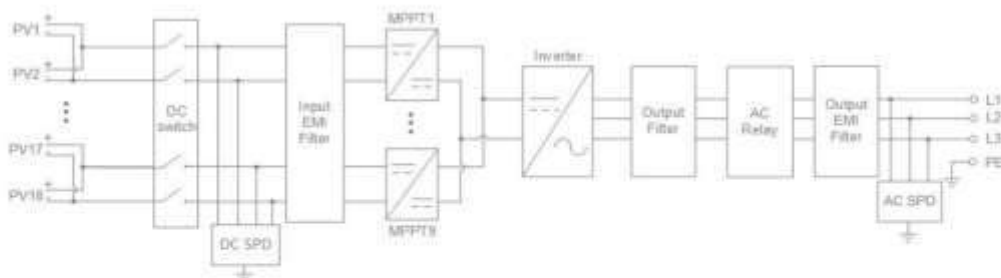 PV1
PV2
PV17
PV18
DC
switch
DC SPD
Input
EMI
Filter
MPPT1
MPPT9
Inverter
Output
Filter
AC
Relay
Output
EMI
Filter
L1
L2
L3
PE
AC SPD